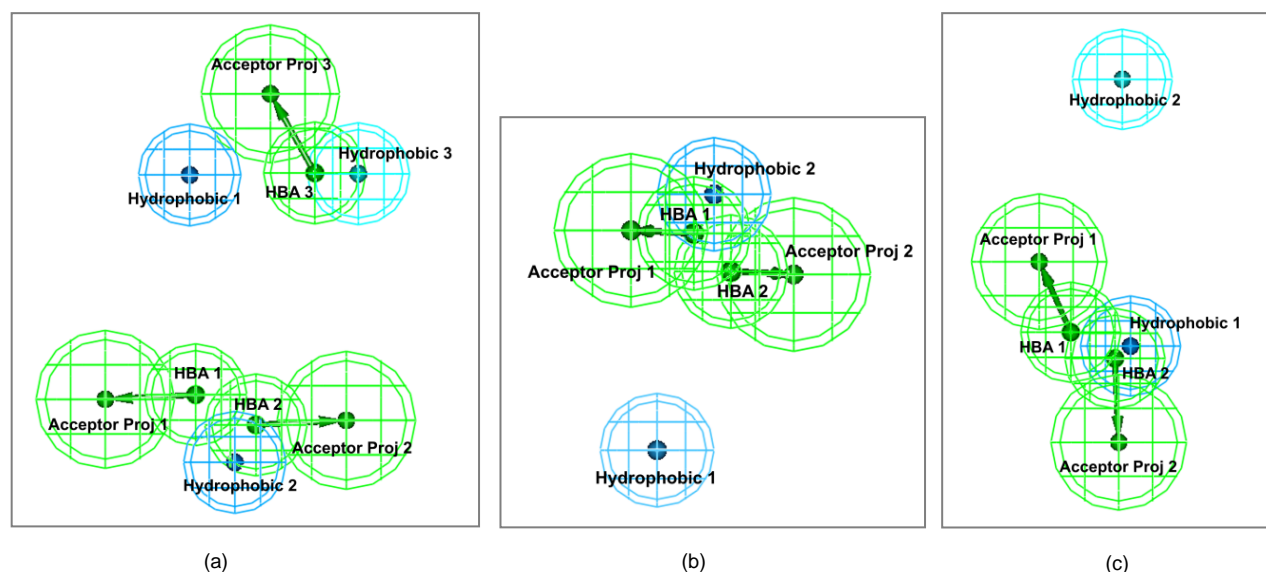 Acceptor Proj 3
Hydrophobic 3
Hydrophobic 1
HBA 3
HBA 1
HBA 2
Acceptor Proj 1
Acceptor Proj 2
Hydrophobic 2
(a)
Hydrophobic 2
HBA 1
Acceptor Proj 2
Acceptor Proj 1
HBA 2
Hydrophobic 1
(b)
Hydrophobic 2
Acceptor Proj 1
Hydrophobic 1
HBA 1
HBA 2
Acceptor Proj 2
(c)